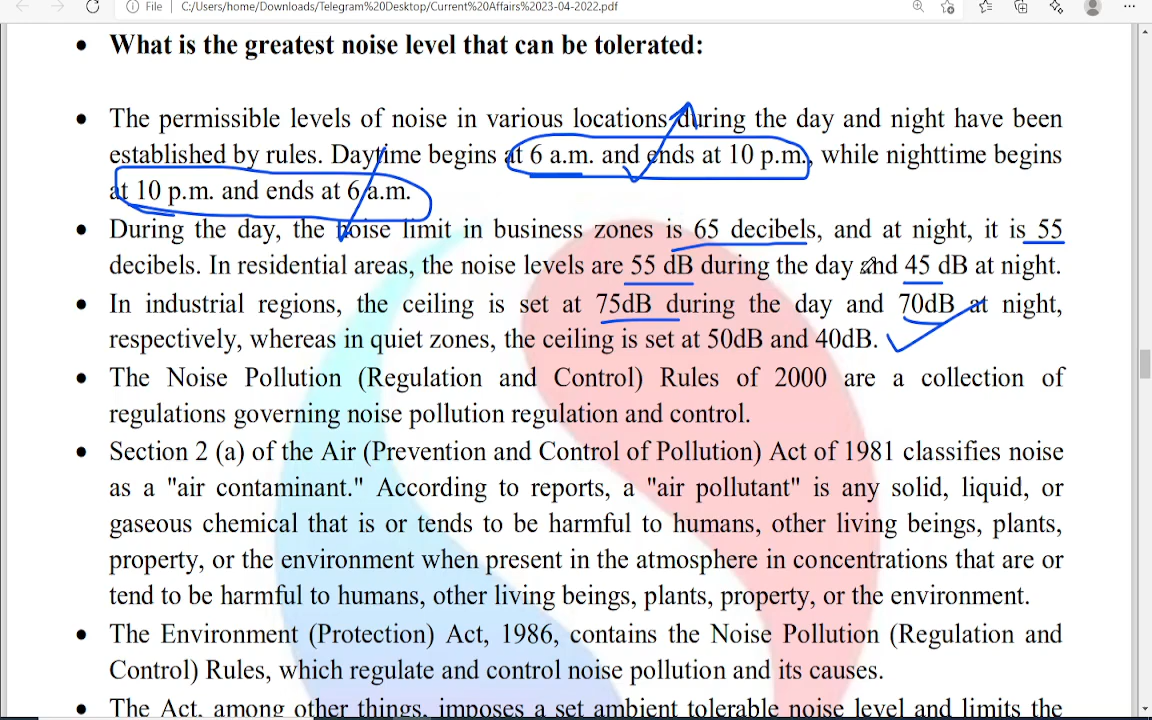 File C:/Users/home/Downloads/Telegram%20Desktop/Current%20Affairs%2023-04-2022.pdf
• What is the greatest noise level that can be tolerated:
• The permissible levels of noise in various locations during the day and night have been
established by rules. Daytime begins at 6 a.m. and ends at 10 p.m., while nighttime begins
at 10 p.m. and ends at 6 a.m.
• During the day, the noise limit in business zones is 65 decibels, and at night, it is 55
decibels. In residential areas, the noise levels are 55 dB during the day and 45 dB at night.
• In industrial regions, the ceiling is set at 75dB during the day and 70dB at night,
respectively, whereas in quiet zones, the ceiling is set at 50dB and 40dB.
• The Noise Pollution (Regulation and Control) Rules of 2000 are a collection of
regulations governing noise pollution regulation and control.
• Section 2 (a) of the Air (Prevention and Control of Pollution) Act of 1981 classifies noise
as a "air contaminant." According to reports, a "air pollutant" is any solid, liquid, or
gaseous chemical that is or tends to be harmful to humans, other living beings, plants,
property, or the environment when present in the atmosphere in concentrations that are or
tend to be harmful to humans, other living beings, plants, property, or the environment.
• The Environment (Protection) Act, 1986, contains the Noise Pollution (Regulation and
Control) Rules, which regulate and control noise pollution and its causes.
• The Act, among other things, imposes a set ambient tolerable noise level and limits the